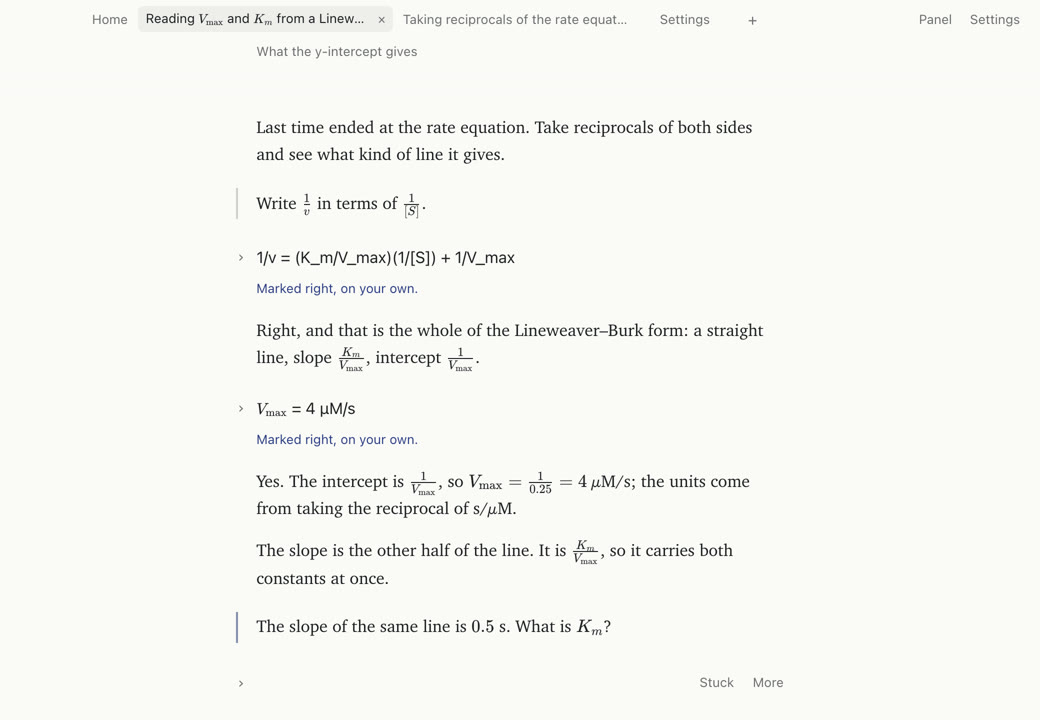 Home Reading V_max and K_m from a Linew... × Taking reciprocals of the rate equat... Settings + Panel Settings
What the y-intercept gives
Last time ended at the rate equation. Take reciprocals of both sides
and see what kind of line it gives.
Write 1/v in terms of 1/[S].
› 1/v = (K_m/V_max)(1/[S]) + 1/V_max
Marked right, on your own.
Right, and that is the whole of the Lineweaver–Burk form: a straight
line, slope K_m/V_max, intercept 1/V_max.
› V_max = 4 µM/s
Marked right, on your own.
Yes. The intercept is 1/V_max, so V_max = 1/0.25 = 4 µM/s; the units come
from taking the reciprocal of s/µM.
The slope is the other half of the line. It is K_m/V_max, so it carries both
constants at once.
The slope of the same line is 0.5 s. What is K_m?
› Stuck More